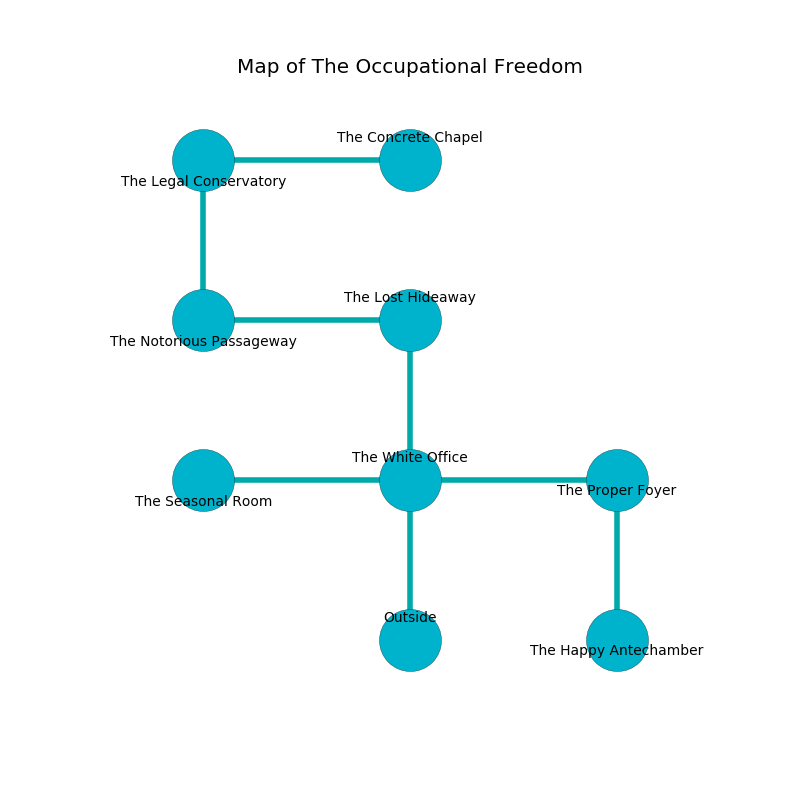 Map of The Occupational Freedom
The Concrete Chapel
The Legal Conservatory
The Lost Hideaway
The Notorious Passageway
The White Office
The Proper Foyer
The Seasonal Room
Outside
The Happy Antechamber